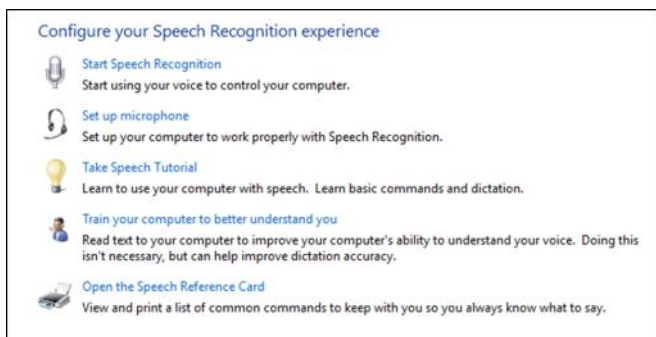 Configure your Speech Recognition experience
Start Speech Recognition
Start using your voice to control your computer.
Set up microphone
Set up your computer to work properly with Speech Recognition.
Take Speech Tutorial
Learn to use your computer with speech. Learn basic commands and dictation.
Train your computer to better understand you
Read text to your computer to improve your computer's ability to understand your voice. Doing this
isn't necessary, but can help improve dictation accuracy.
Open the Speech Reference Card
View and print a list of common commands to keep with you so you always know what to say.